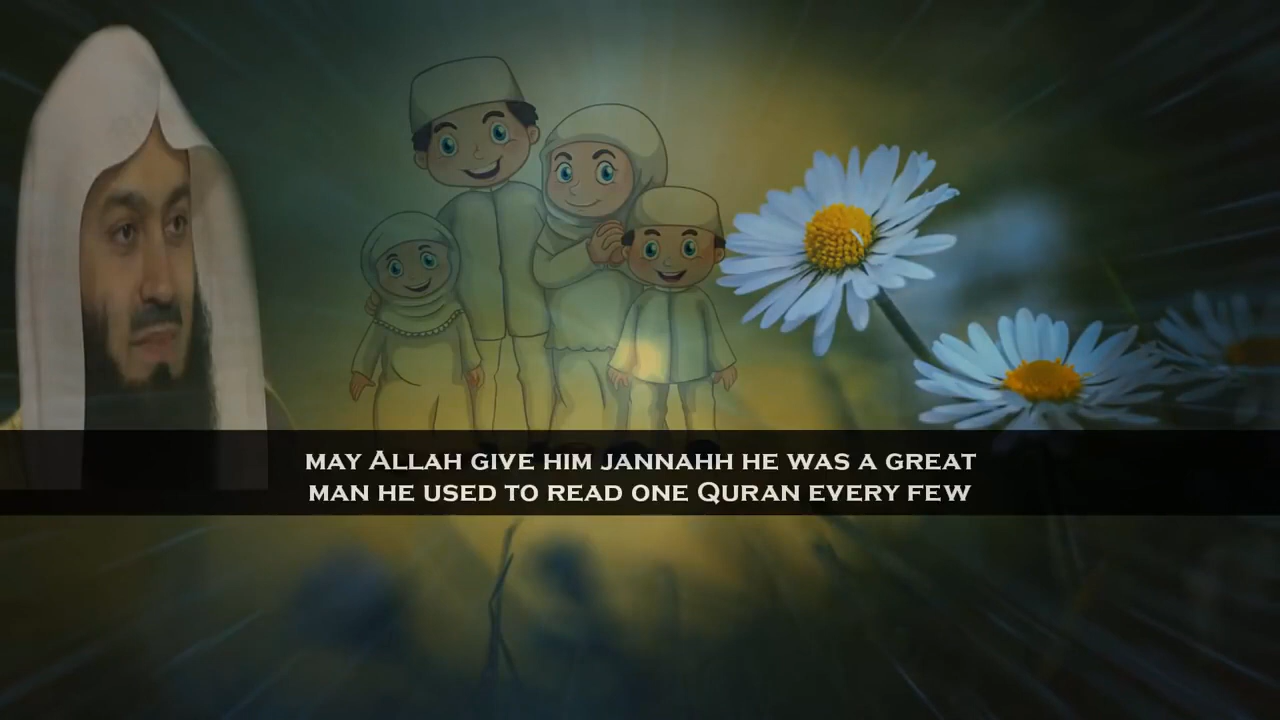 MAY ALLAH GIVE HIM JANNAHH HE WAS A GREAT
MAN HE USED TO READ ONE QURAN EVERY FEW